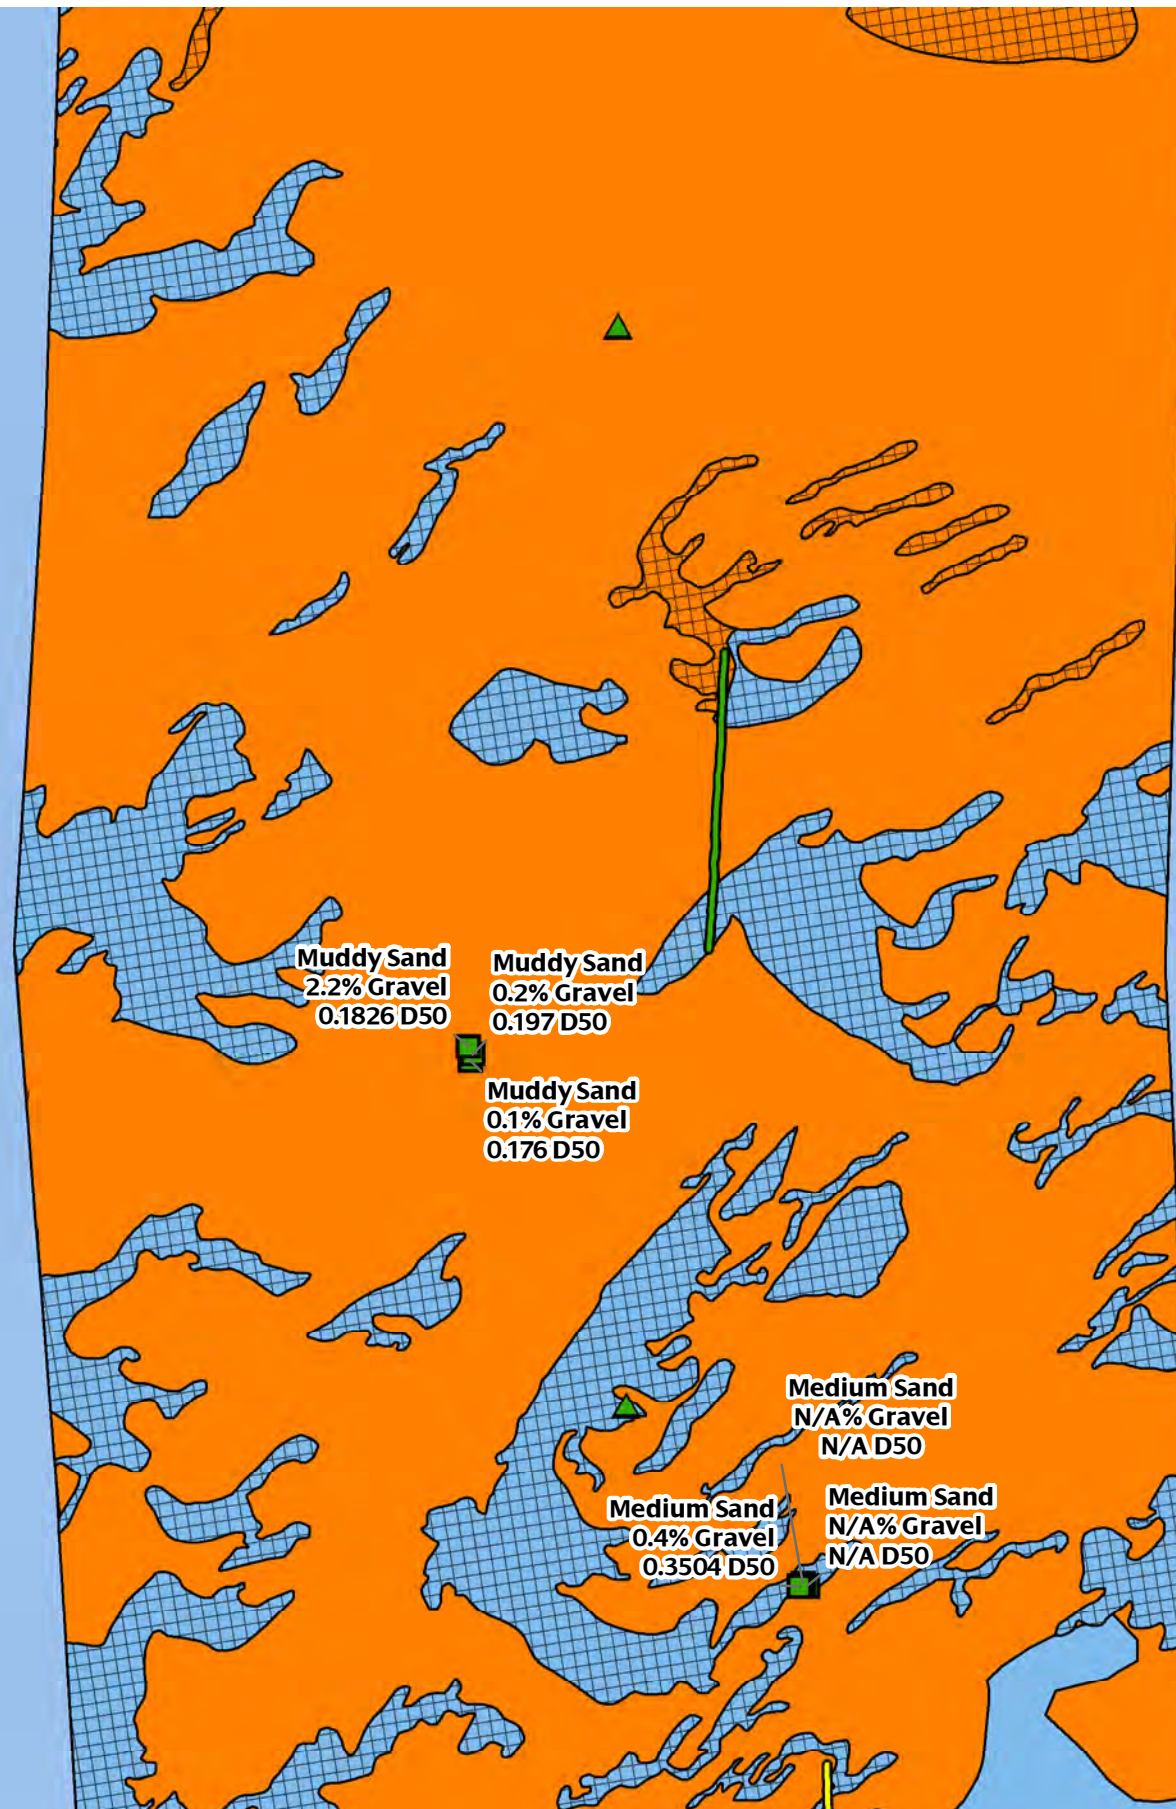 Muddy Sand
2.2% Gravel
0.1826 D50
Muddy Sand
0.2% Gravel
0.197 D50
Muddy Sand
0.1% Gravel
0.176 D50
Medium Sand
N/A% Gravel
N/A D50
Medium Sand
0.4% Gravel
0.3504 D50
Medium Sand
N/A% Gravel
N/A D50